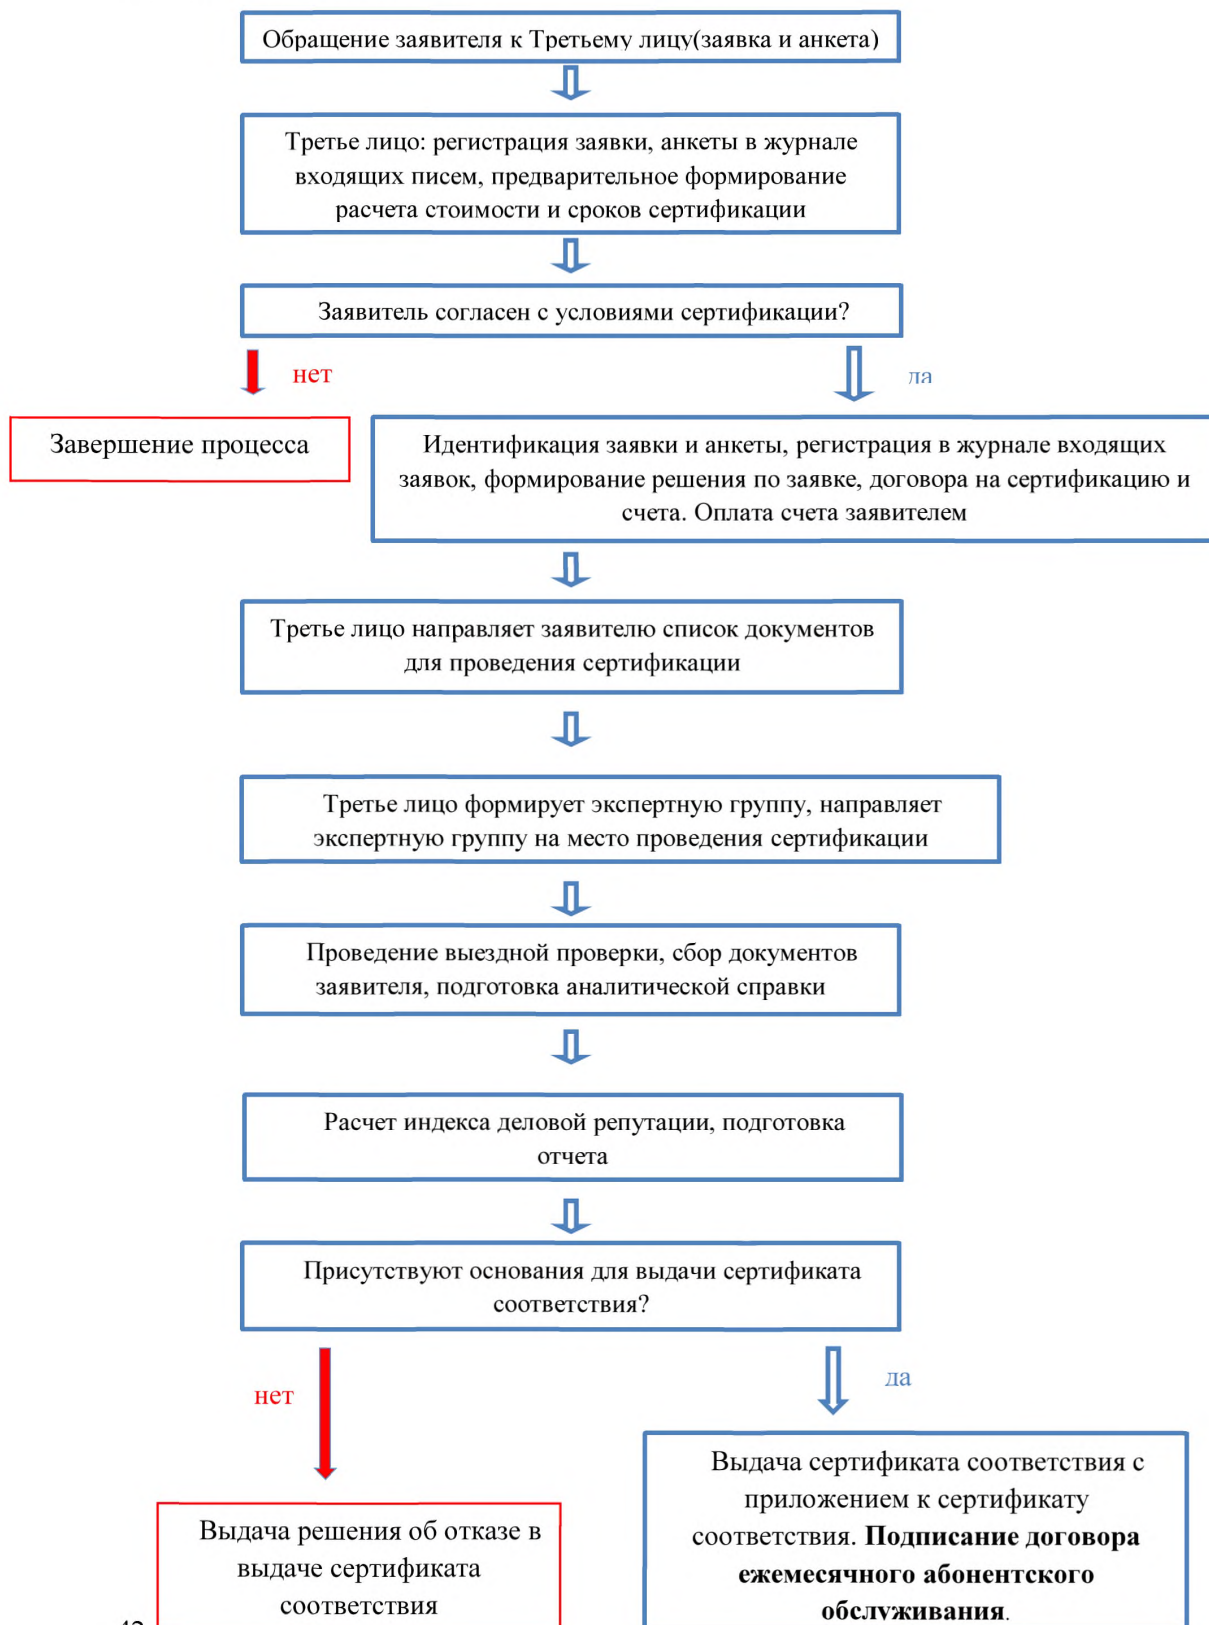 Обращение заявителя к Третьему лицу(заявка и анкета)
Третье лицо: регистрация заявки, анкеты в журнале
входящих писем, предварительное формирование
расчета стоимости и сроков сертификации
Заявитель согласен с условиями сертификации?
нет
да
Завершение процесса
Идентификация заявки и анкеты, регистрация в журнале входящих
заявок, формирование решения по заявке, договора на сертификацию и
счета. Оплата счета заявителем
Третье лицо направляет заявителю список документов
для проведения сертификации
Третье лицо формирует экспертную группу, направляет
экспертную группу на место проведения сертификации
Проведение выездной проверки, сбор документов
заявителя, подготовка аналитической справки
Расчет индекса деловой репутации, подготовка
отчета
Присутствуют основания для выдачи сертификата
соответствия?
нет
да
Выдача решения об отказе в
выдаче сертификата
соответствия
Выдача сертификата соответствия с
приложением к сертификату
соответствия. Подписание договора
ежемесячного абонентского
обслуживания.